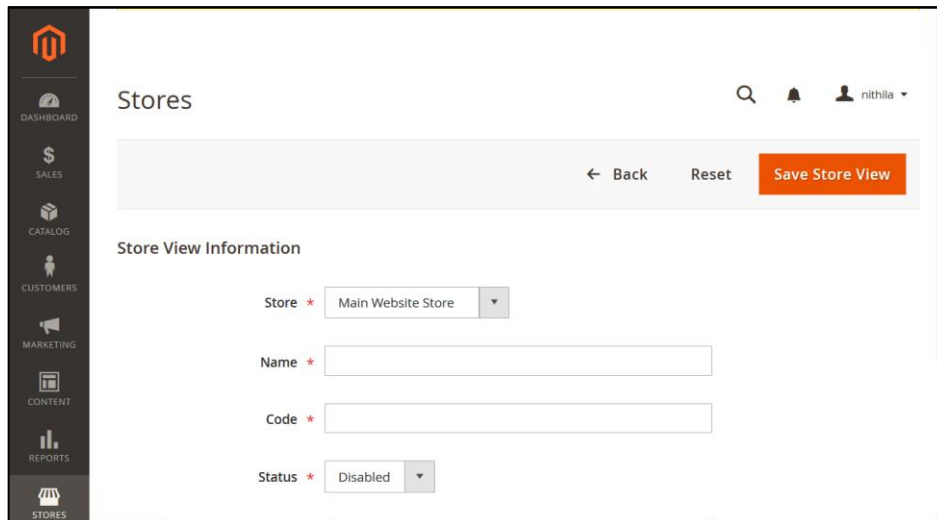 Stores
nithila
DASHBOARD
SALES
CATALOG
CUSTOMERS
MARKETING
CONTENT
REPORTS
STORES
← Back Reset Save Store View
Store View Information
Store * Main Website Store
Name *
Code *
Status * Disabled